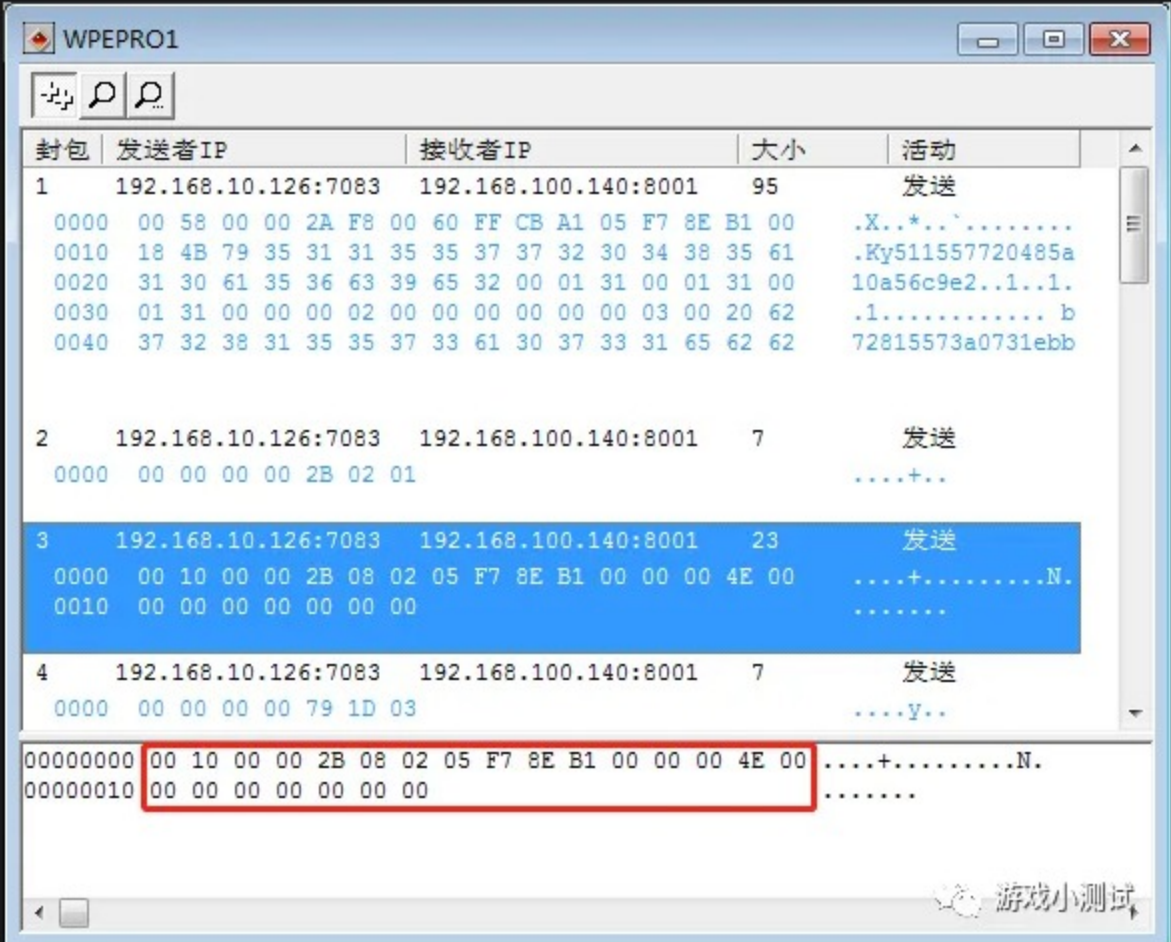 WPEPRO1
封包 发送者IP 接收者IP 大小 活动
1 192.168.10.126:7083 192.168.100.140:8001 95 发送
0000 00 58 00 00 2A F8 00 60 FF CB A1 05 F7 8E B1 00 .X..*..`........
0010 18 4B 79 35 31 31 35 35 37 37 32 30 34 38 35 61 .Ky511557720485a
0020 31 30 61 35 36 63 39 65 32 00 01 31 00 01 31 00 10a56c9e2..1..1.
0030 01 31 00 00 00 02 00 00 00 00 00 00 03 00 20 62 .1............ b
0040 37 32 38 31 35 35 37 33 61 30 37 33 31 65 62 62 72815573a0731ebb
2 192.168.10.126:7083 192.168.100.140:8001 7 发送
0000 00 00 00 00 2B 02 01 ....+..
3 192.168.10.126:7083 192.168.100.140:8001 23 发送
0000 00 10 00 00 2B 08 02 05 F7 8E B1 00 00 00 4E 00 ....+.........N.
0010 00 00 00 00 00 00 00 .......
4 192.168.10.126:7083 192.168.100.140:8001 7 发送
0000 00 00 00 00 79 1D 03 ....y..
00000000 00 10 00 00 2B 08 02 05 F7 8E B1 00 00 00 4E 00 ....+.........N.
00000010 00 00 00 00 00 00 00 .......
游戏小测试